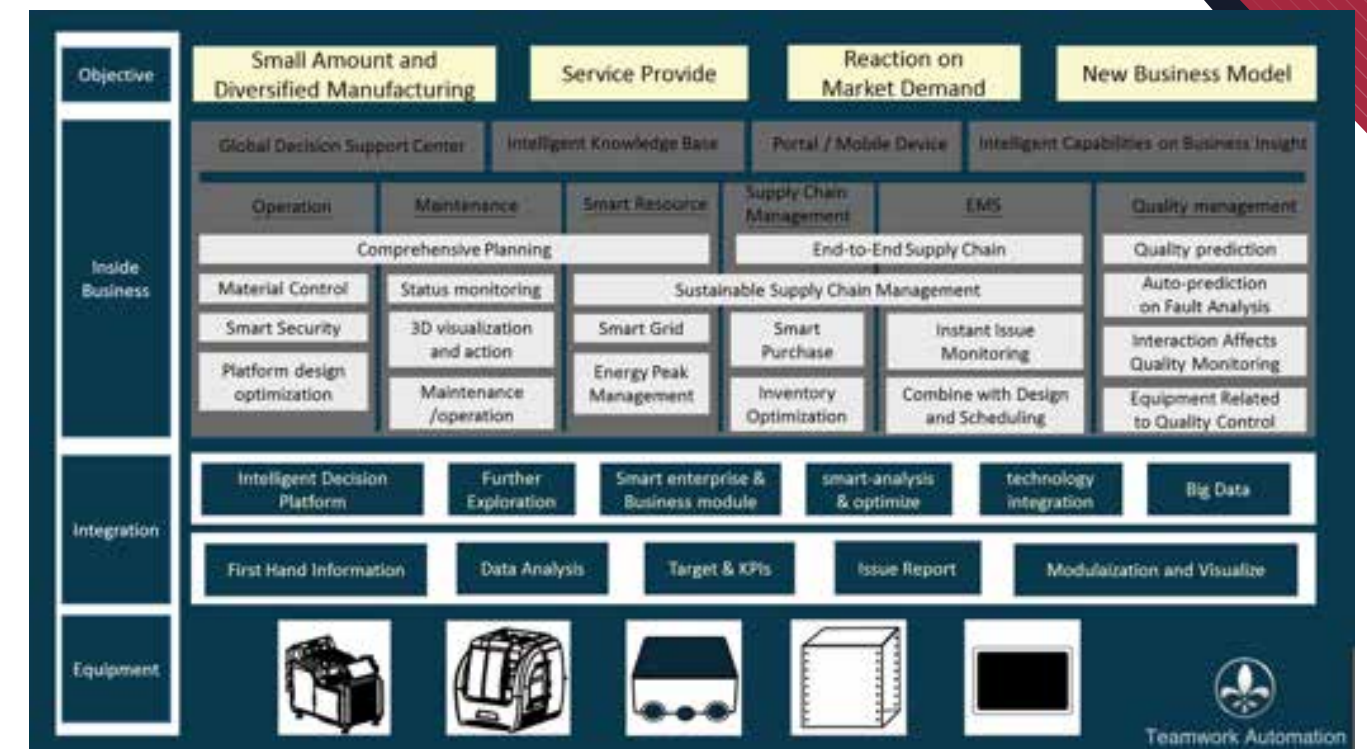 Objective
Small Amount and
Diversified Manufacturing
Service Provide
Reaction on
Market Demand
New Business Model
Inside
Business
Global Decision Support Center
Intelligent Knowledge Base
Portal / Mobile Device
Intelligent Capabilities on Business Insight
Operation
Maintenance
Smart Resource
Supply Chain
Management
EMS
Quality management
Comprehensive Planning
End-to-End Supply Chain
Quality prediction
Material Control
Status monitoring
Sustainable Supply Chain Management
Auto-prediction
on Fault Analysis
Smart Security
3D visualization
and action
Smart Grid
Smart
Purchase
Instant Issue
Monitoring
Interaction Affects
Quality Monitoring
Platform design
optimization
Maintenance
/operation
Energy Peak
Management
Inventory
Optimization
Combine with Design
and Scheduling
Equipment Related
to Quality Control
Integration
Intelligent Decision
Platform
Further
Exploration
Smart enterprise &
Business module
smart-analysis
& optimize
technology
integration
Big Data
First Hand Information
Data Analysis
Target & KPIs
Issue Report
Modulaization and Visualize
Equipment
Teamwork Automation